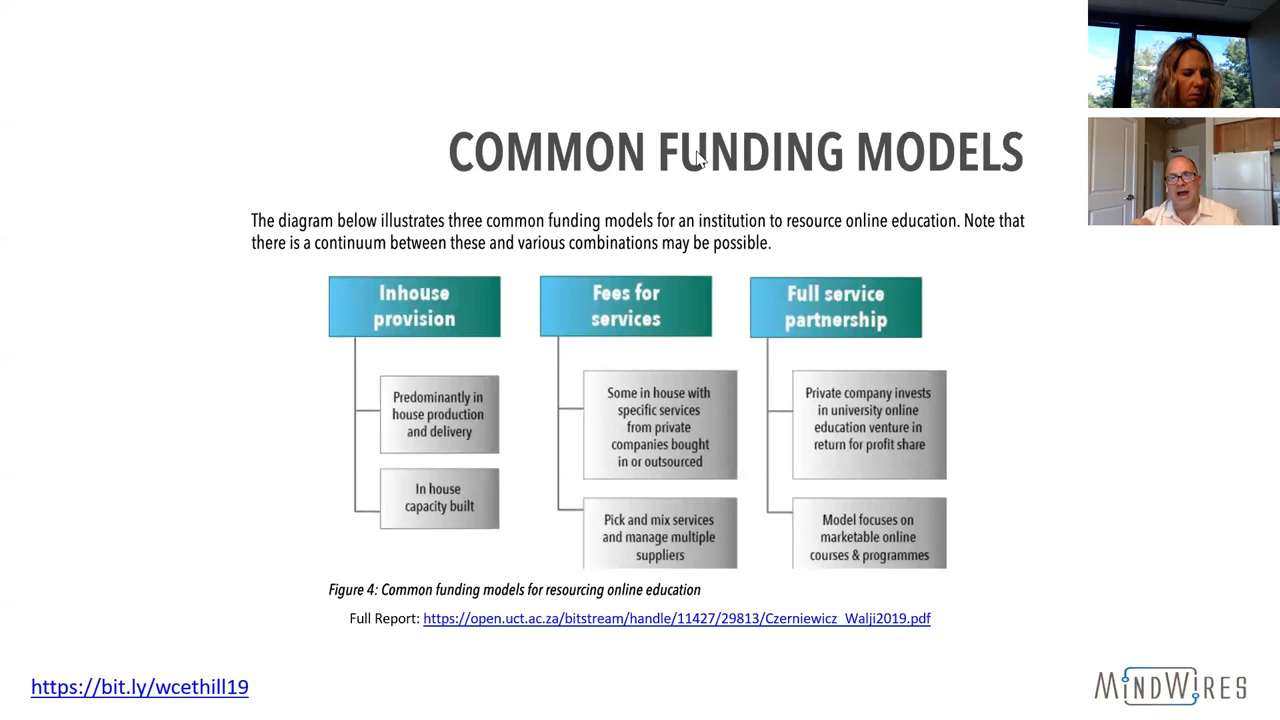 COMMON FUNDING MODELS
The diagram below illustrates three common funding models for an institution to resource online education. Note that
there is a continuum between these and various combinations may be possible.
Inhouse
provision
Predominantly in
house production
and delivery
In house
capacity built
Fees for
services
Some in house with
specific services
from private
companies bought
in or outsourced
Pick and mix services
and manage multiple
suppliers
Full service
partnership
Private company invests
in university online
education venture in
return for profit share
Model focuses on
marketable online
courses & programmes
Figure 4: Common funding models for resourcing online education
Full Report: https://open.uct.ac.za/bitstream/handle/11427/29813/Czerniewicz_Walji2019.pdf
https://bit.ly/wcethill19
MINDWIRES